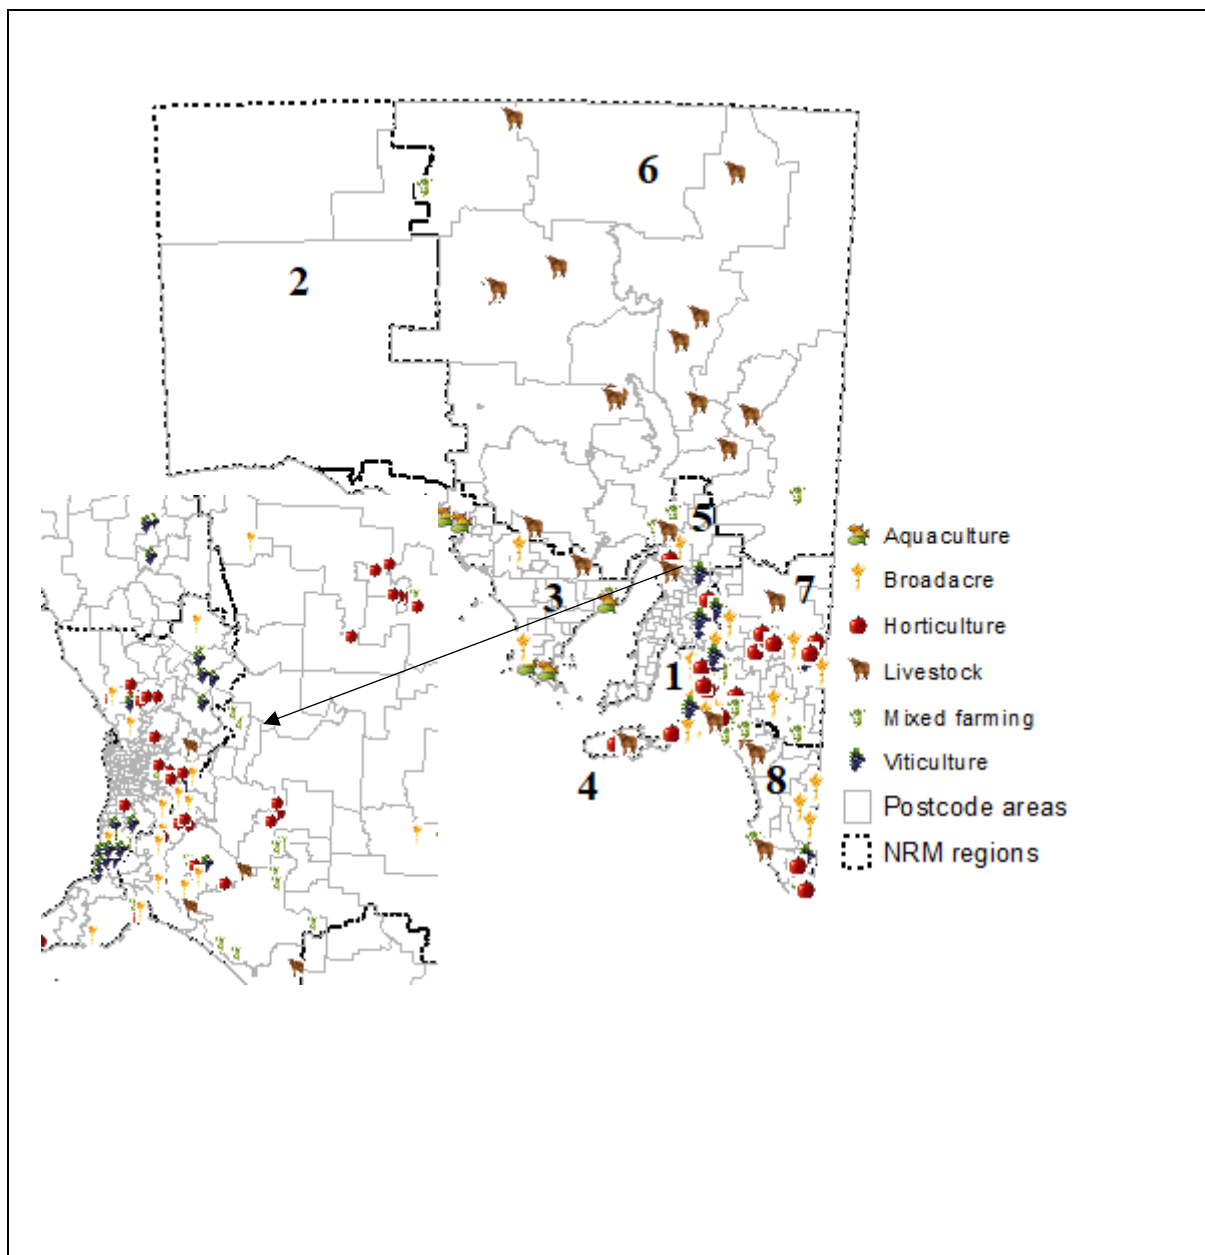 6
2
5
Aquaculture
3
7
Broadacre
Horticulture
1
Livestock
Mixed farming
4
8
Viticulture
Postcode areas
NRM regions